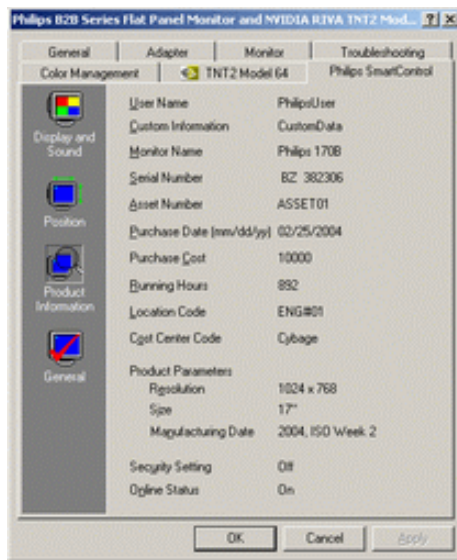 Philips B2B Series Flat Panel Monitor and NVIDIA RIVA TNT2 Mod...
General Adapter Monitor Troubleshooting
Color Management TNT2 Model 64 Philips SmartControl
Display and
Sound
Position
Product
Information
General
User Name PhilipsUser
Custom Information CustomData
Monitor Name Philips 170B
Serial Number BZ 382306
Asset Number ASSET01
Purchase Date (mm/dd/yy) 02/25/2004
Purchase Cost 10000
Running Hours 892
Location Code ENG#01
Cost Center Code Cybage
Product Parameters
Resolution 1024 x 768
Size 17"
Manufacturing Date 2004, ISO Week 2
Security Setting Off
Online Status On
OK Cancel Apply